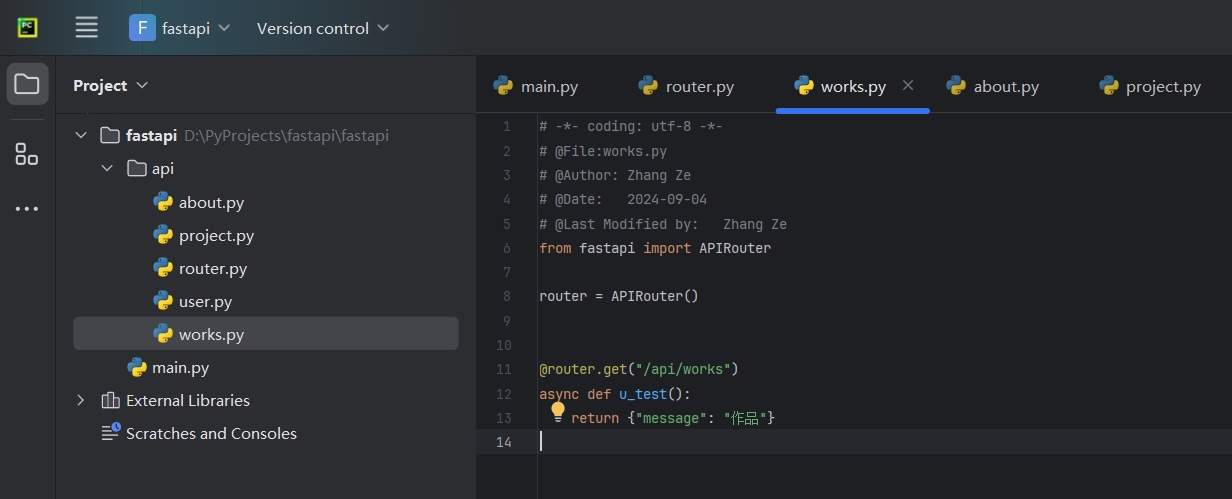 PC
F fastapi Version control
Project
fastapi D:\PyProjects\fastapi\fastapi
api
about.py
project.py
router.py
user.py
works.py
main.py
External Libraries
Scratches and Consoles
main.py router.py works.py about.py project.py
1 # -*- coding: utf-8 -*-
2 # @File:works.py
3 # @Author: Zhang Ze
4 # @Date:   2024-09-04
5 # @Last Modified by:   Zhang Ze
6 from fastapi import APIRouter
7
8 router = APIRouter()
9
10
11 @router.get("/api/works")
12 async def u_test():
13     return {"message": "作品"}
14